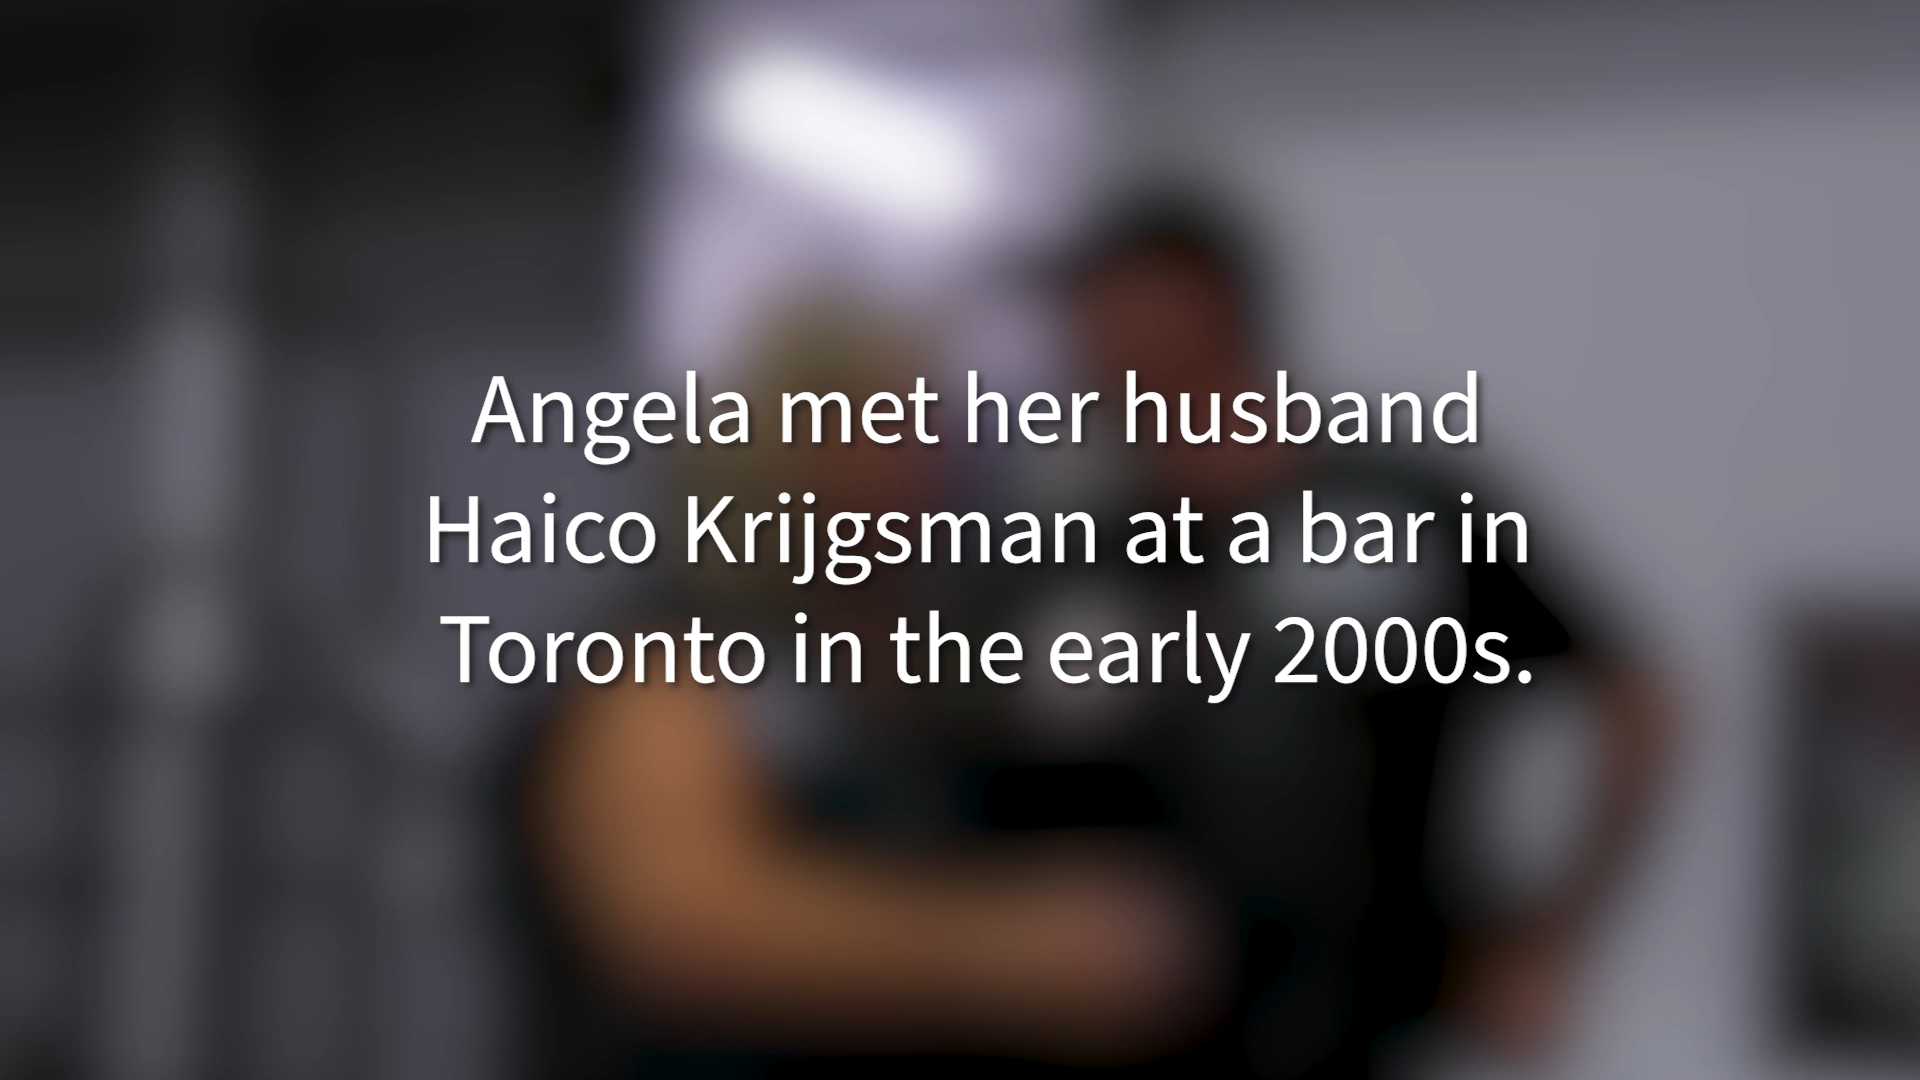 Angela met her husband
Haico Krijgsman at a bar in
Toronto in the early 2000s.